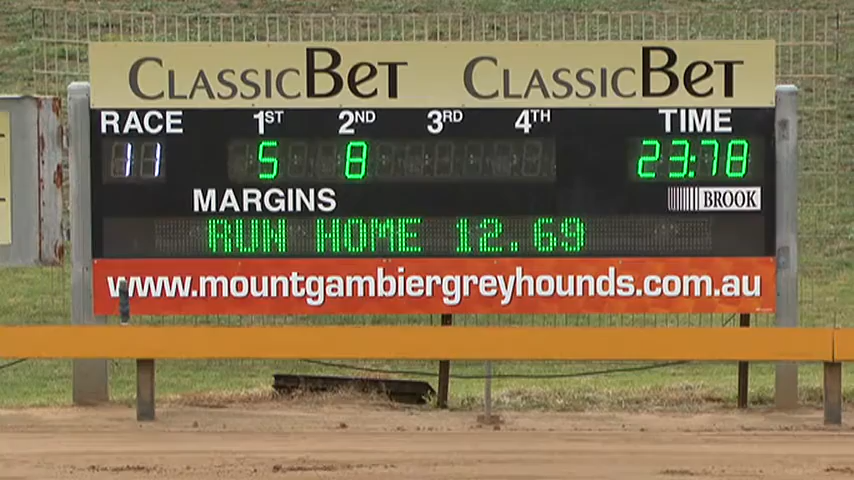 CLASSICBET CLASSICBET
RACE 1ST 2ND 3RD 4TH TIME
11 5 8 23:78
MARGINS BROOK
RUN HOME 12.69
www.mountgambiergreyhounds.com.au